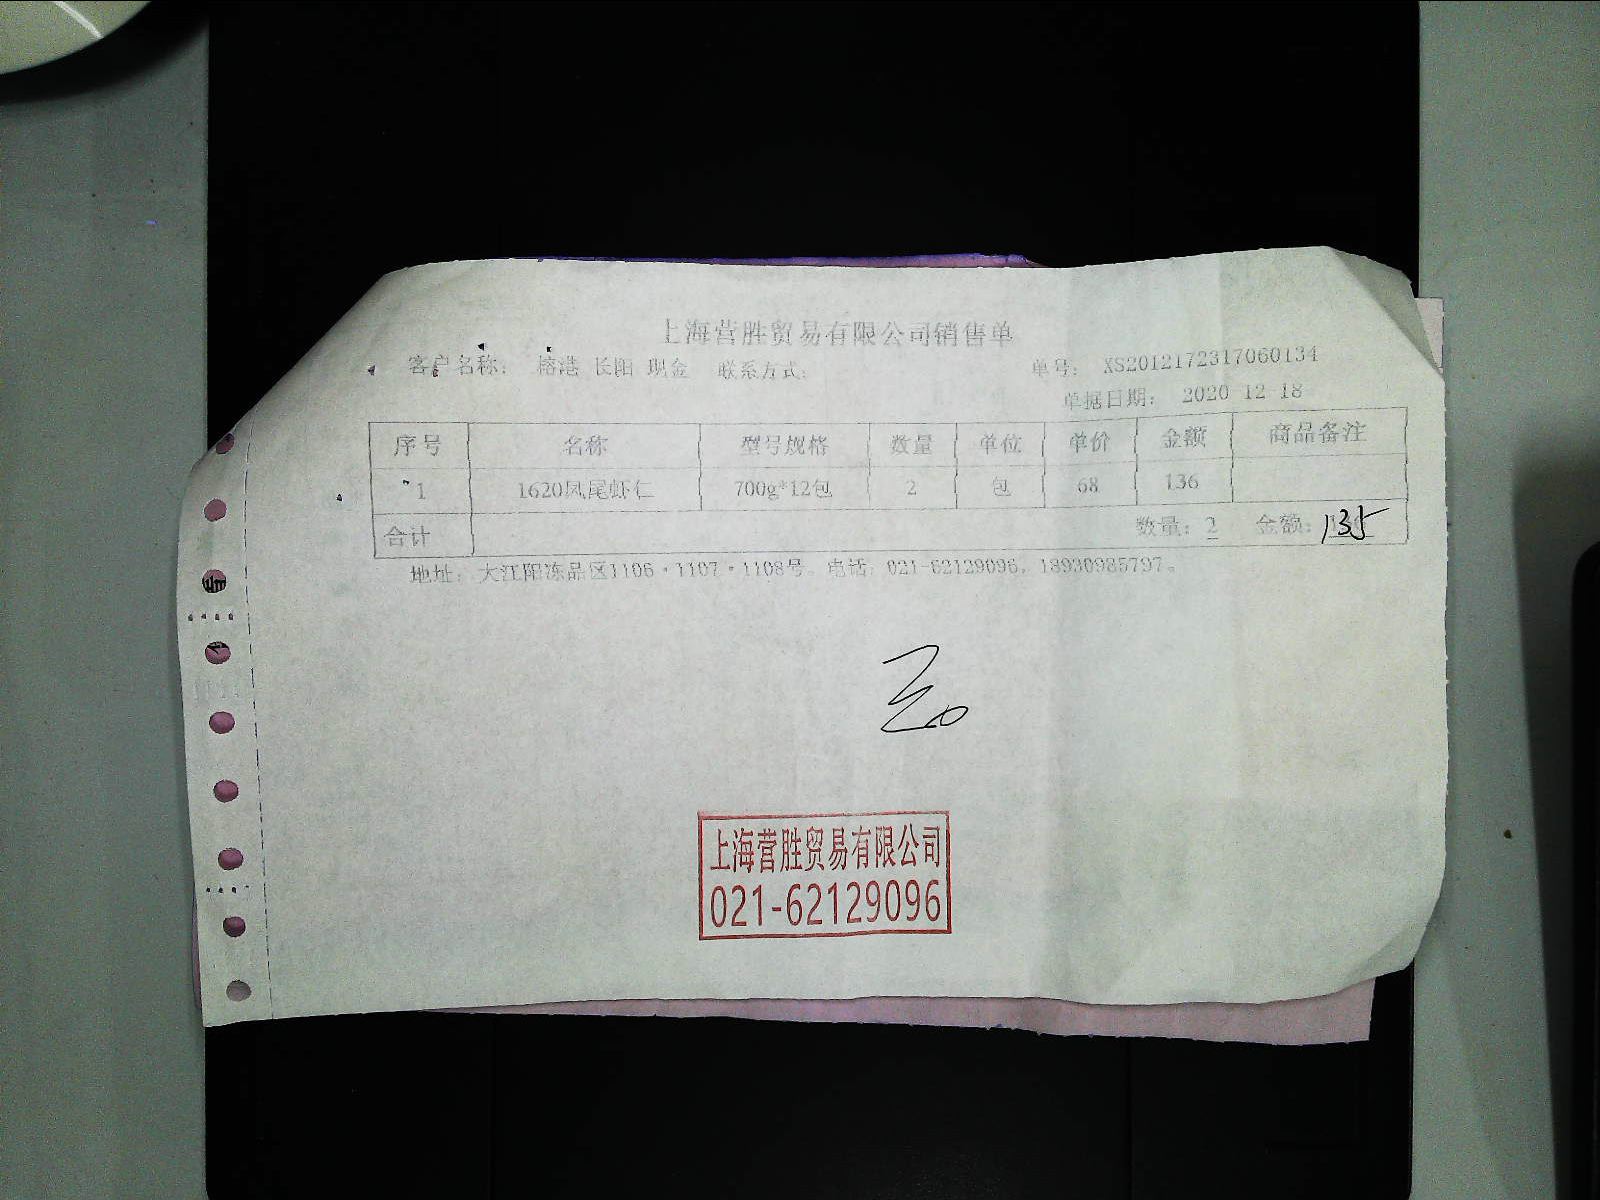 上海营胜贸易有限公司销售单
客户名称： 榕港 长阳 现金 联系方式： 单号： XS2012172317060134
单据日期： 2020-12-18
序号 名称 型号规格 数量 单位 单价 金额 商品备注
1 1620凤尾虾仁 700g*12包 2 包 68 136
合计 数量：2 金额：135
地址：大江阳冻品区1106·1107·1108号。电话：021-62129096，18930985797。
上海营胜贸易有限公司
021-62129096